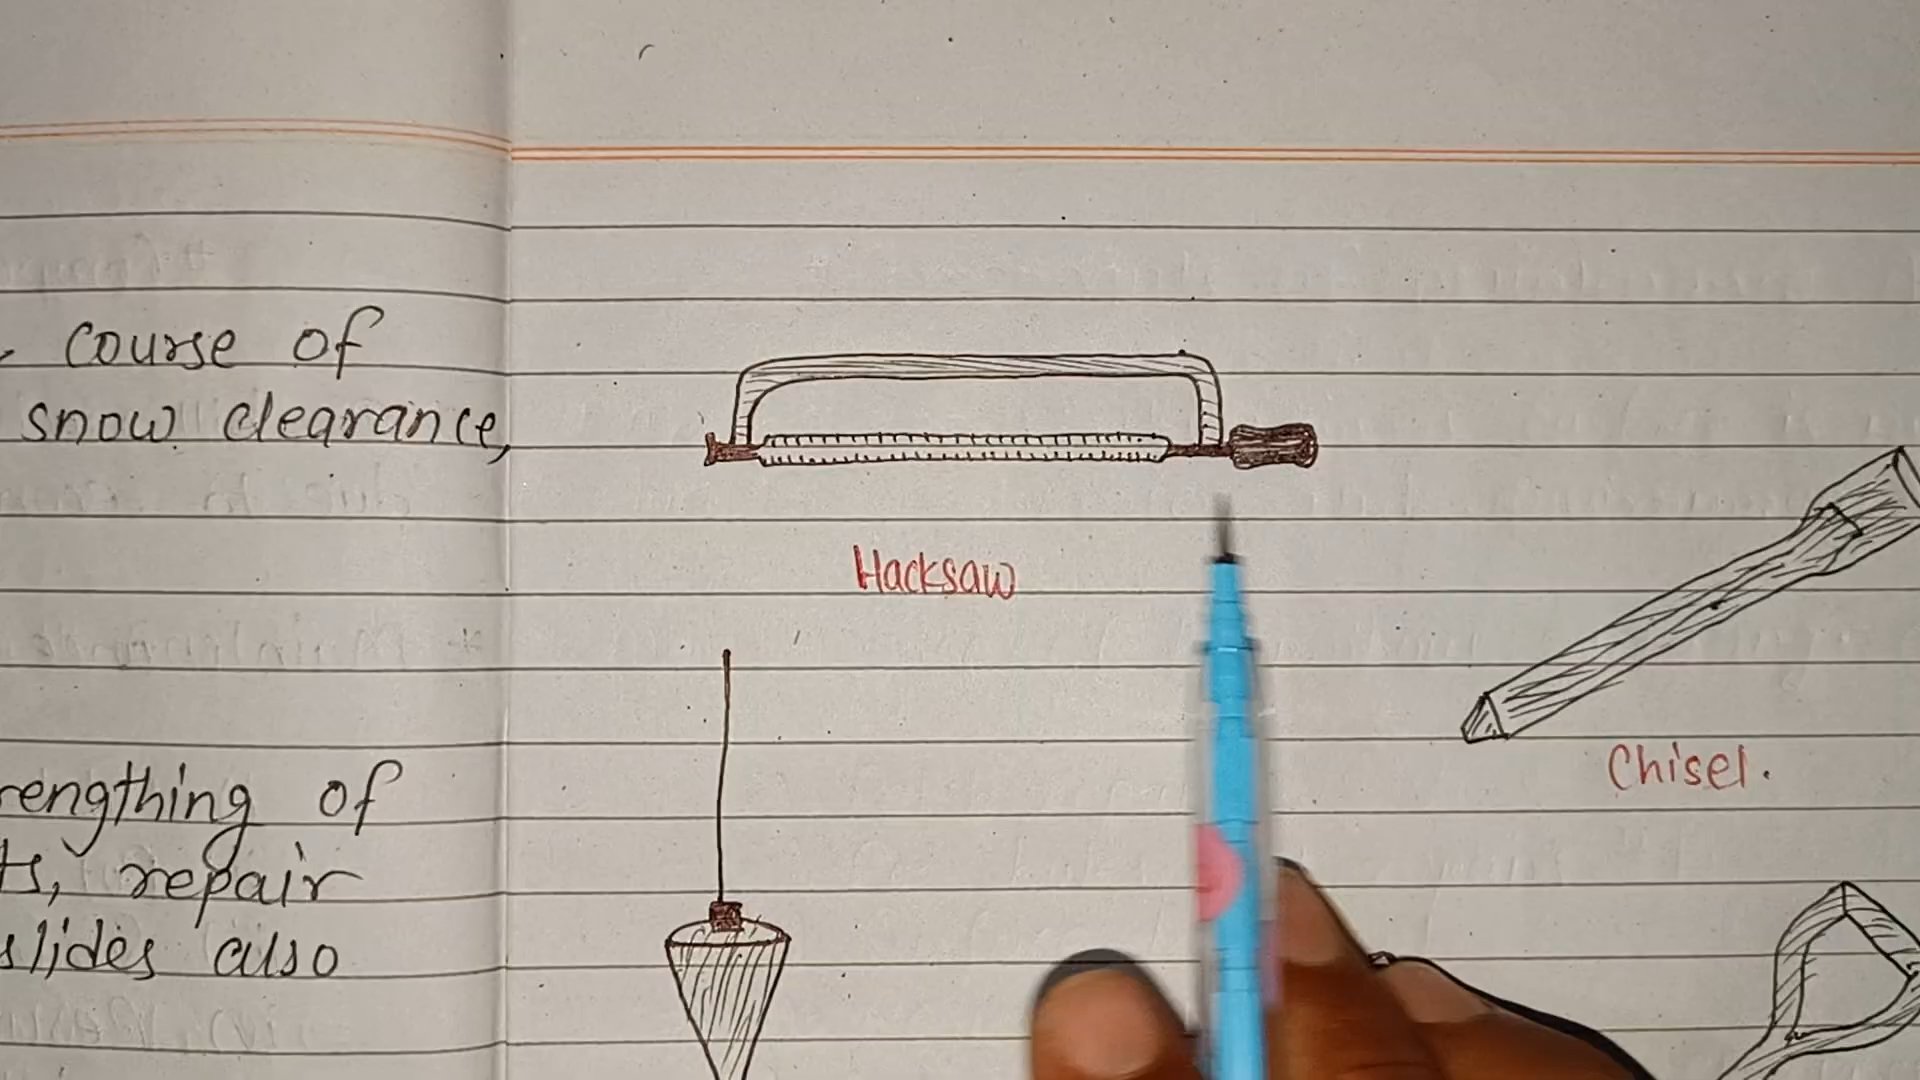 course of
snow clearance,
rengthing of
ts, repair
slides also
Hacksaw
Chisel.